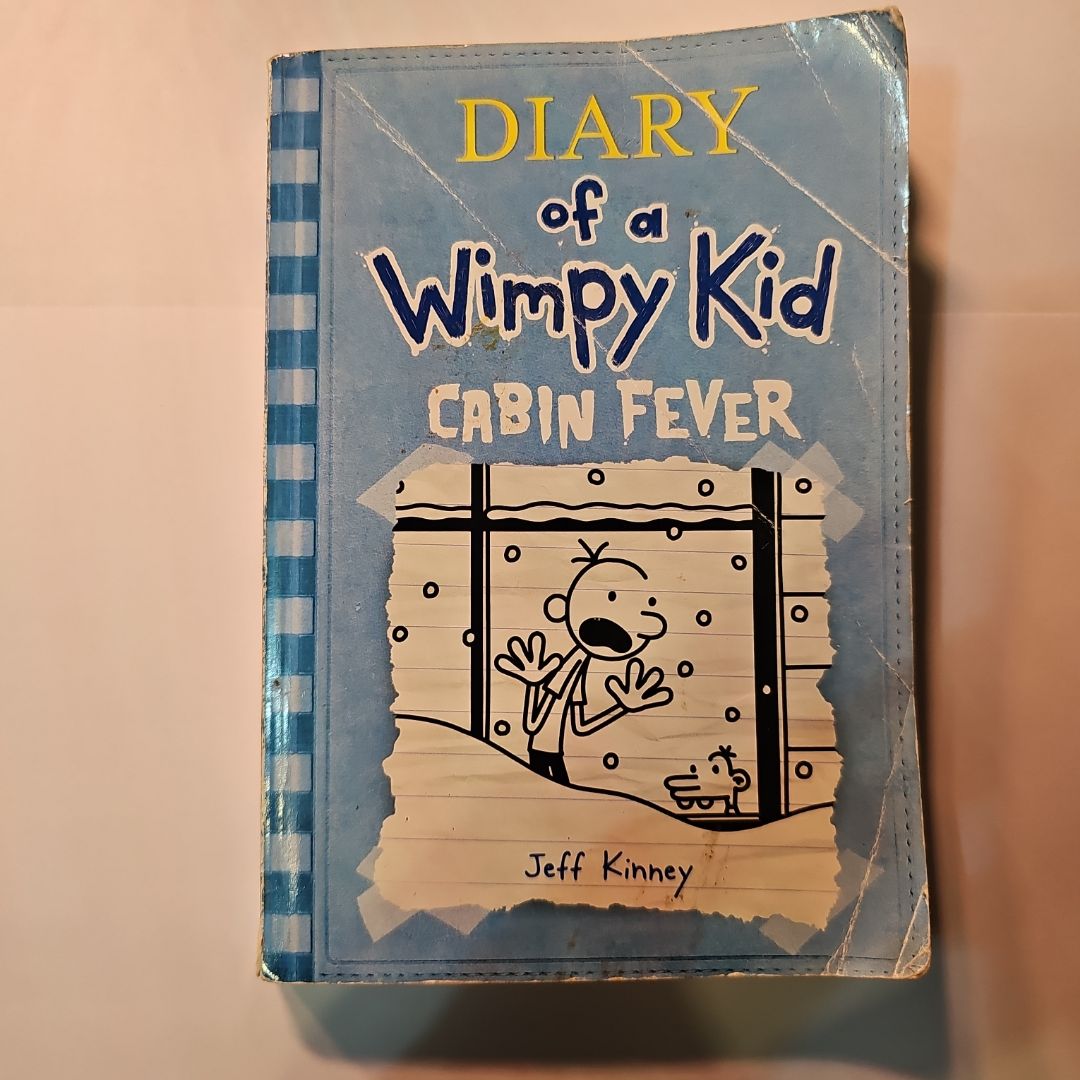 DIARY
of a
Wimpy Kid
CABIN FEVER
Jeff Kinney